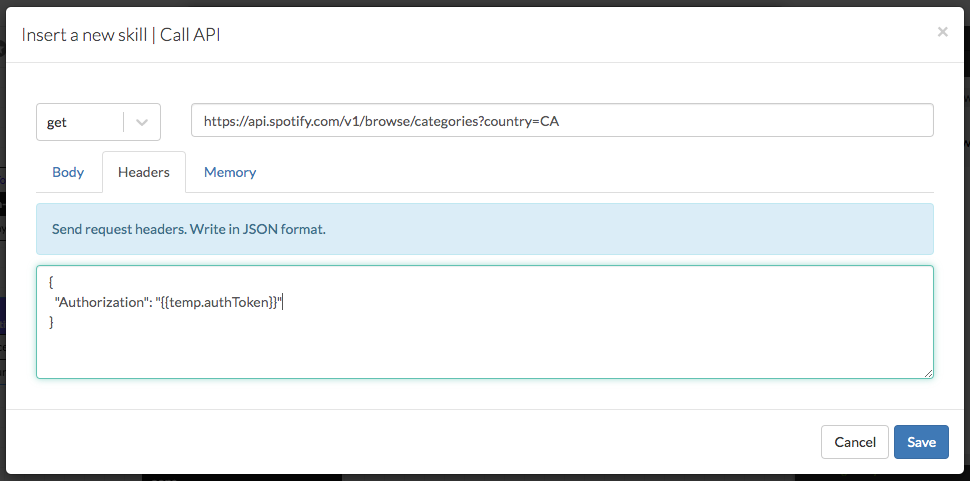 Insert a new skill | Call API
×
get
https://api.spotify.com/v1/browse/categories?country=CA
Body
Headers
Memory
Send request headers. Write in JSON format.
{
"Authorization": "{{temp.authToken}}"
}
Cancel
Save